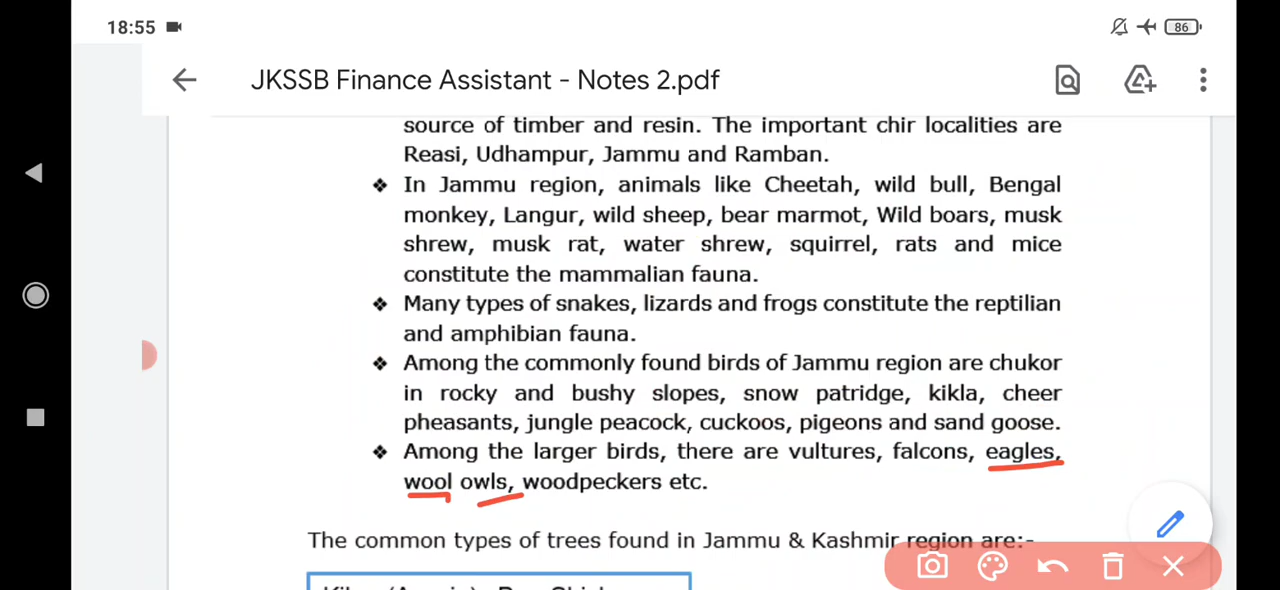 18:55
86
JKSSB Finance Assistant - Notes 2.pdf
source of timber and resin. The important chir localities are
Reasi, Udhampur, Jammu and Ramban.
❖ In Jammu region, animals like Cheetah, wild bull, Bengal
monkey, Langur, wild sheep, bear marmot, Wild boars, musk
shrew, musk rat, water shrew, squirrel, rats and mice
constitute the mammalian fauna.
❖ Many types of snakes, lizards and frogs constitute the reptilian
and amphibian fauna.
❖ Among the commonly found birds of Jammu region are chukor
in rocky and bushy slopes, snow patridge, kikla, cheer
pheasants, jungle peacock, cuckoos, pigeons and sand goose.
❖ Among the larger birds, there are vultures, falcons, eagles,
wool owls, woodpeckers etc.
The common types of trees found in Jammu & Kashmir region are:-